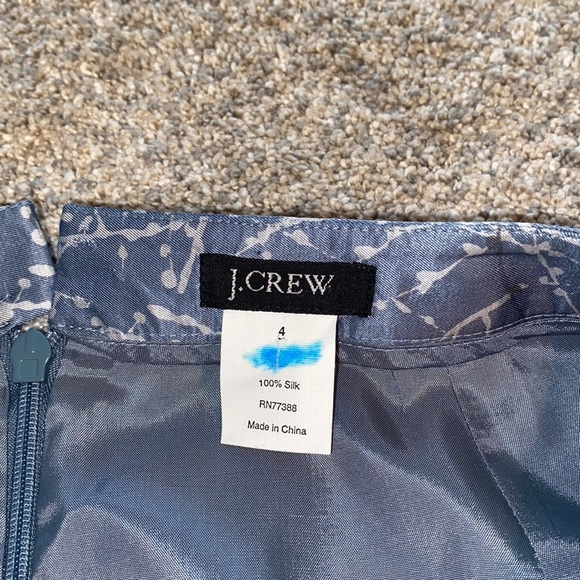 J.CREW
4
100% Silk
RN77388
Made in China